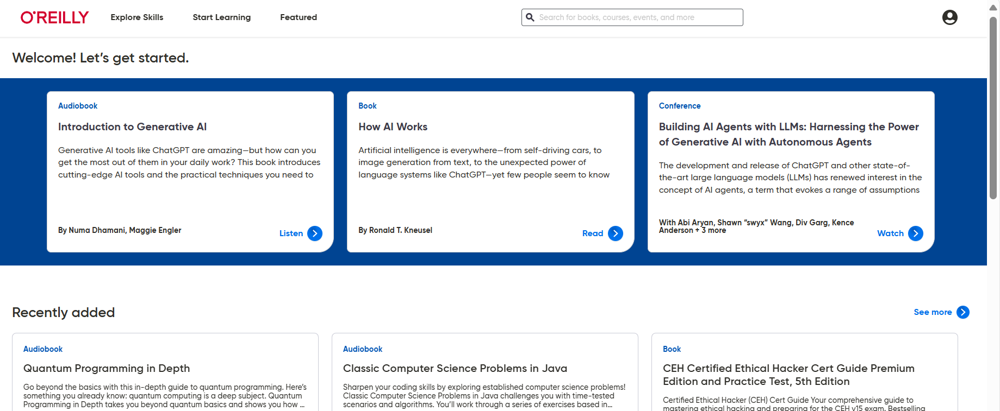 O'REILLY
Explore Skills
Start Learning
Featured
Search for books, courses, events, and more
Welcome! Let’s get started.
Audiobook
Introduction to Generative AI
Generative AI tools like ChatGPT are amazing—but how can you
get the most out of them in your daily work? This book introduces
cutting-edge AI tools and the practical techniques you need to
By Numa Dhamani, Maggie Engler
Listen
Book
How AI Works
Artificial intelligence is everywhere—from self-driving cars, to
image generation from text, to the unexpected power of
language systems like ChatGPT—yet few people seem to know
By Ronald T. Kneusel
Read
Conference
Building AI Agents with LLMs: Harnessing the Power
of Generative AI with Autonomous Agents
The development and release of ChatGPT and other state-of-
the-art large language models (LLMs) has renewed interest in the
concept of AI agents, a term that evokes a range of assumptions
With Abi Aryan, Shawn “swyx” Wang, Div Garg, Kence
Anderson + 3 more
Watch
Recently added
See more
Audiobook
Quantum Programming in Depth
Go beyond the basics with this in-depth guide to quantum programming. Here’s
something you already know: quantum computing is a deep subject. Quantum
Programming in Depth takes you beyond quantum basics and shows you how ...
Audiobook
Classic Computer Science Problems in Java
Sharpen your coding skills by exploring established computer science problems!
Classic Computer Science Problems in Java challenges you with time-tested
scenarios and algorithms. You’ll work through a series of exercises based in...
Book
CEH Certified Ethical Hacker Cert Guide Premium
Edition and Practice Test, 5th Edition
Certified Ethical Hacker (CEH) Cert Guide Your comprehensive guide to
mastering ethical hacking and preparing for the CEH v15 exam. Bestselling